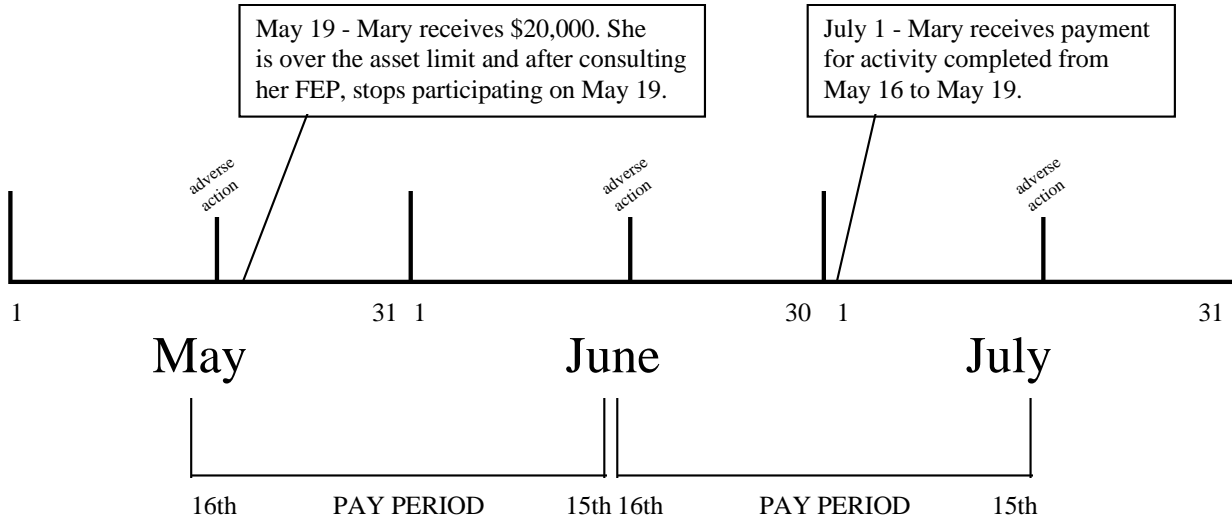 May 19 - Mary receives $20,000. She
is over the asset limit and after consulting
her FEP, stops participating on May 19.
July 1 - Mary receives payment
for activity completed from
May 16 to May 19.
adverse
action
adverse
action
adverse
action
1
31 1
30 1
31
May
June
July
16th PAY PERIOD 15th 16th PAY PERIOD 15th